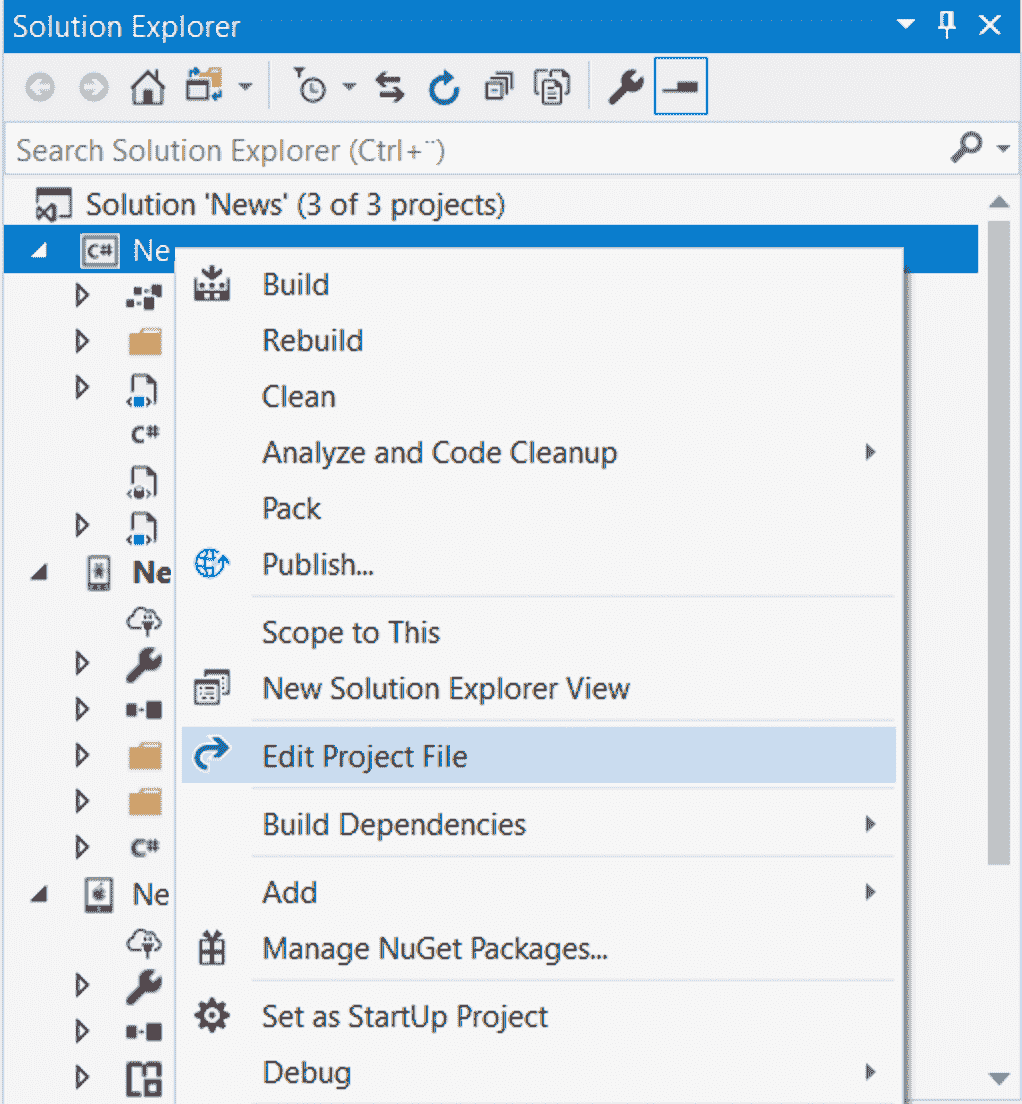 Solution Explorer
Search Solution Explorer (Ctrl+¨)
Solution 'News' (3 of 3 projects)
C# Ne
Build
Rebuild
Clean
C#
Analyze and Code Cleanup
Pack
Publish...
Ne
Scope to This
New Solution Explorer View
Edit Project File
Build Dependencies
C#
Add
Ne
Manage NuGet Packages...
Set as StartUp Project
Debug